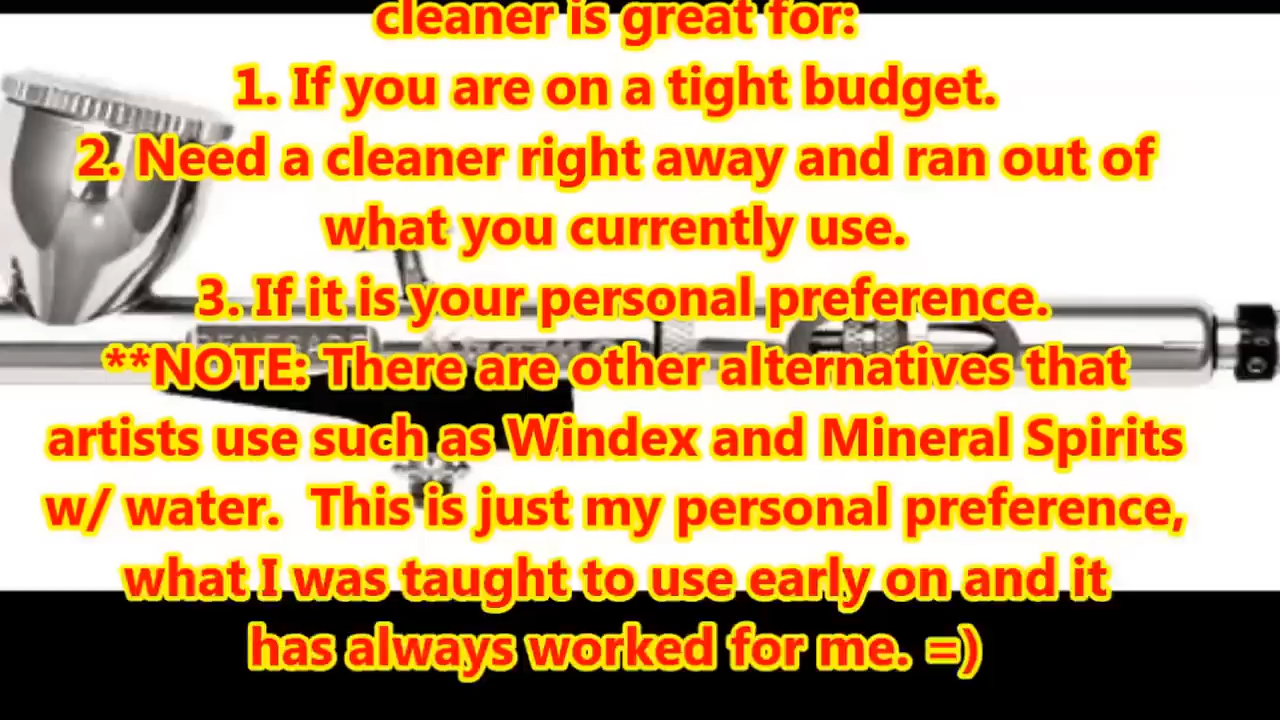 cleaner is great for:
1. If you are on a tight budget.
2. Need a cleaner right away and ran out of
what you currently use.
3. If it is your personal preference.
**NOTE: There are other alternatives that
artists use such as Windex and Mineral Spirits
w/ water.  This is just my personal preference,
what I was taught to use early on and it
has always worked for me. =)